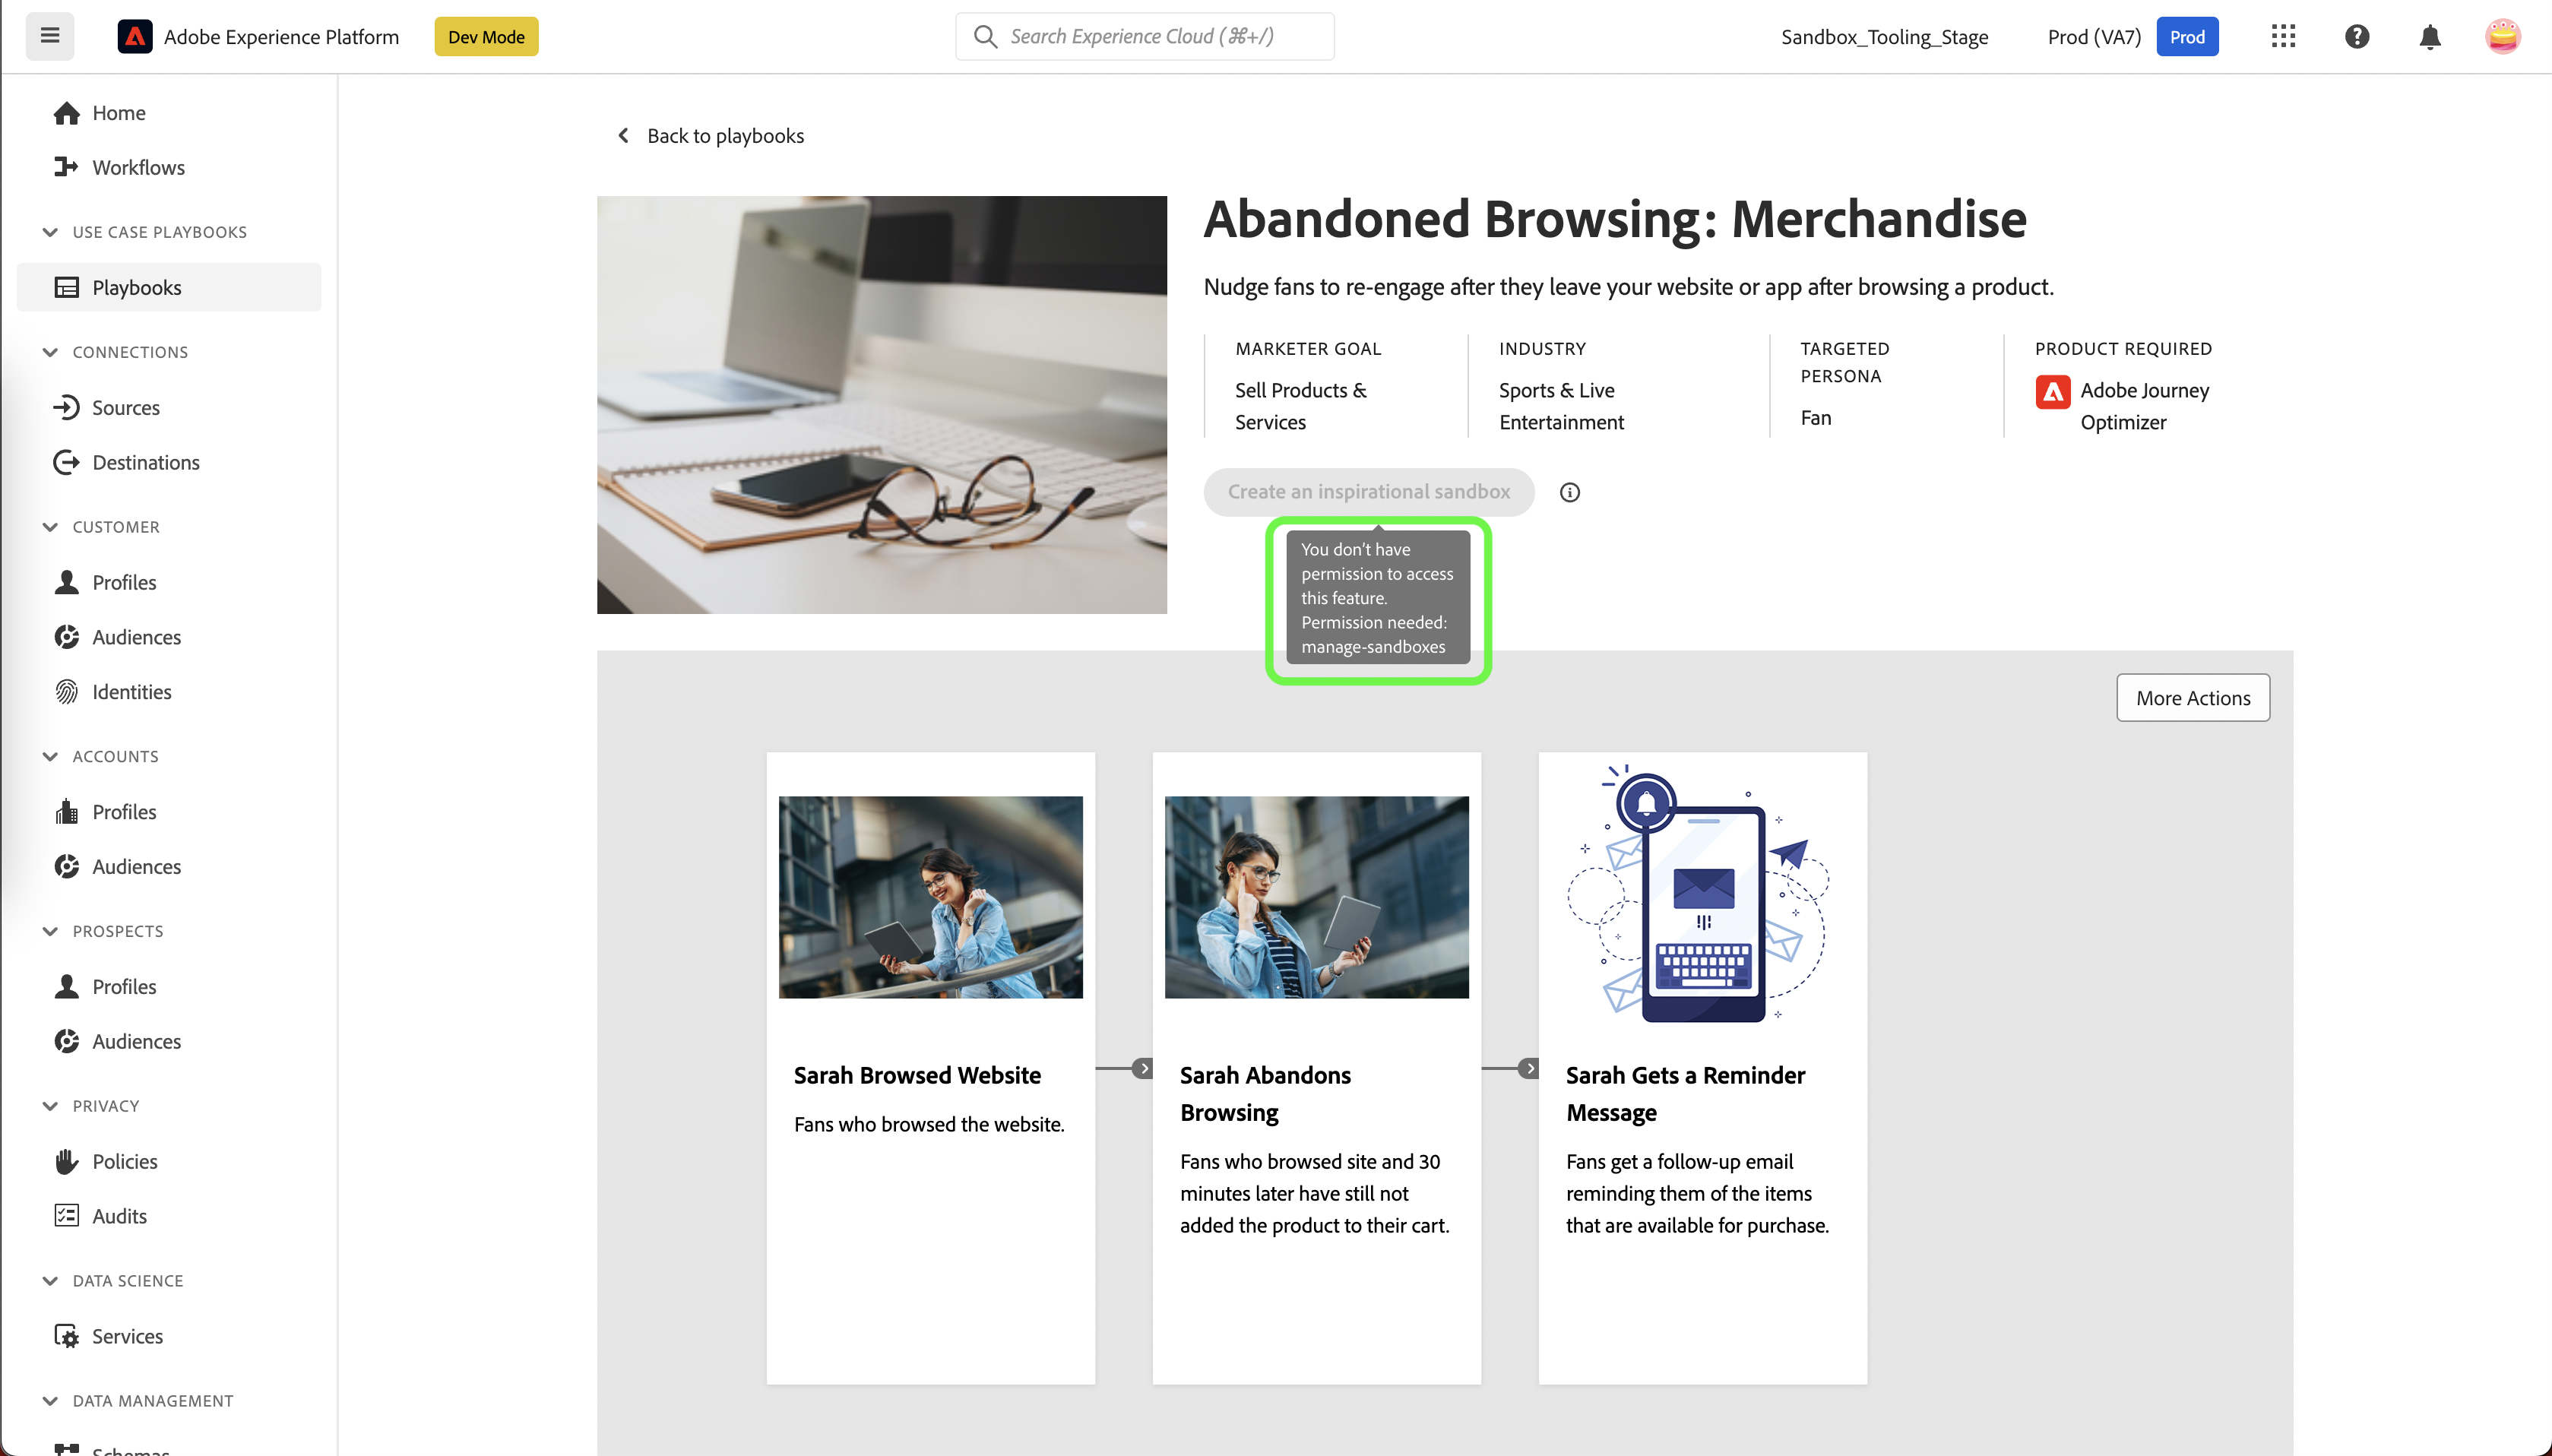 Adobe Experience Platform
Dev Mode
Search Experience Cloud (⌘+/)
Sandbox_Tooling_Stage
Prod (VA7)
Prod
Home
Workflows
USE CASE PLAYBOOKS
Playbooks
CONNECTIONS
Sources
Destinations
CUSTOMER
Profiles
Audiences
Identities
ACCOUNTS
Profiles
Audiences
PROSPECTS
Profiles
Audiences
PRIVACY
Policies
Audits
DATA SCIENCE
Services
DATA MANAGEMENT
Schemas
Back to playbooks
Abandoned Browsing: Merchandise
Nudge fans to re-engage after they leave your website or app after browsing a product.
MARKETER GOAL
Sell Products &
Services
INDUSTRY
Sports & Live
Entertainment
TARGETED
PERSONA
Fan
PRODUCT REQUIRED
Adobe Journey
Optimizer
Create an inspirational sandbox
You don’t have
permission to access
this feature.
Permission needed:
manage-sandboxes
More Actions
Sarah Browsed Website
Fans who browsed the website.
Sarah Abandons
Browsing
Fans who browsed site and 30
minutes later have still not
added the product to their cart.
Sarah Gets a Reminder
Message
Fans get a follow-up email
reminding them of the items
that are available for purchase.